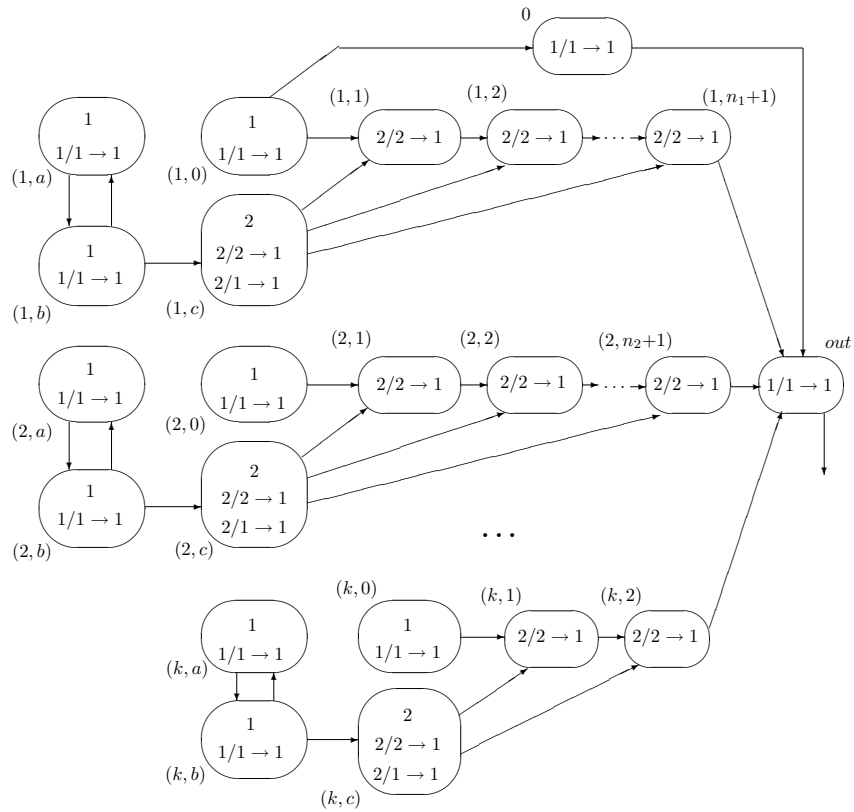 0
1/1 → 1
(1, 1)
(1, 2)
(1, n₁+1)
1
1/1 → 1
(1, a)
1
1/1 → 1
(1, 0)
2/2 → 1
2/2 → 1
· · ·
2/2 → 1
1
1/1 → 1
(1, b)
2
2/2 → 1
2/1 → 1
(1, c)
(2, 1)
(2, 2)
(2, n₂+1)
out
1
1/1 → 1
(2, a)
1
1/1 → 1
(2, 0)
2/2 → 1
2/2 → 1
· · ·
2/2 → 1
1/1 → 1
1
1/1 → 1
(2, b)
2
2/2 → 1
2/1 → 1
(2, c)
. . .
(k, 0)
(k, 1)
(k, 2)
1
1/1 → 1
(k, a)
1
1/1 → 1
2/2 → 1
2/2 → 1
1
1/1 → 1
(k, b)
2
2/2 → 1
2/1 → 1
(k, c)